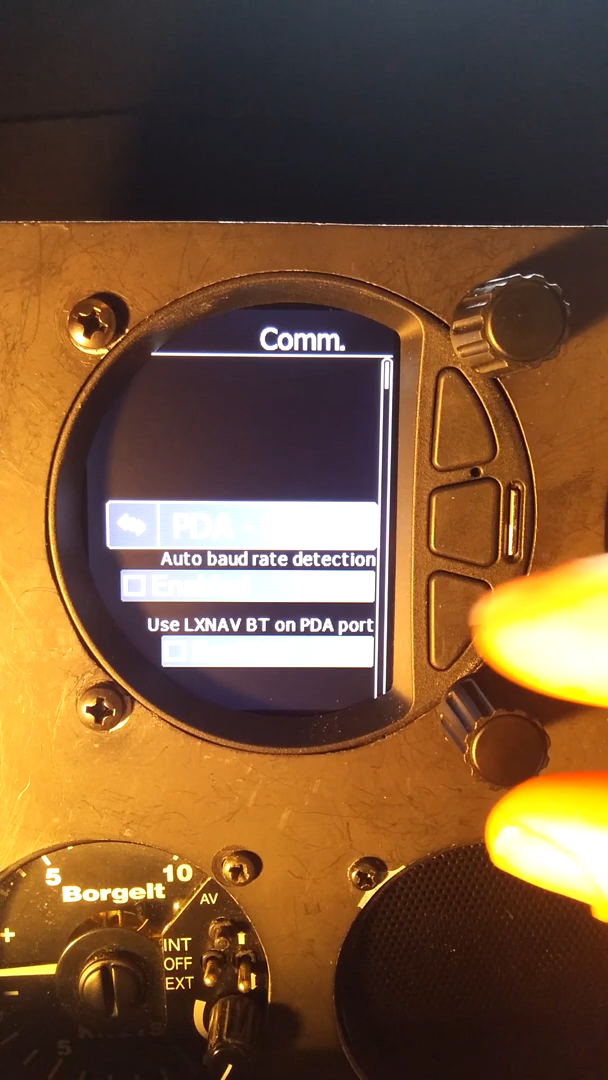 Comm.
PDA -
Auto baud rate detection
Enabled
Use LXNAV BT on PDA port
5 10
Borgelt
AV
+
INT
OFF
EXT
-
5